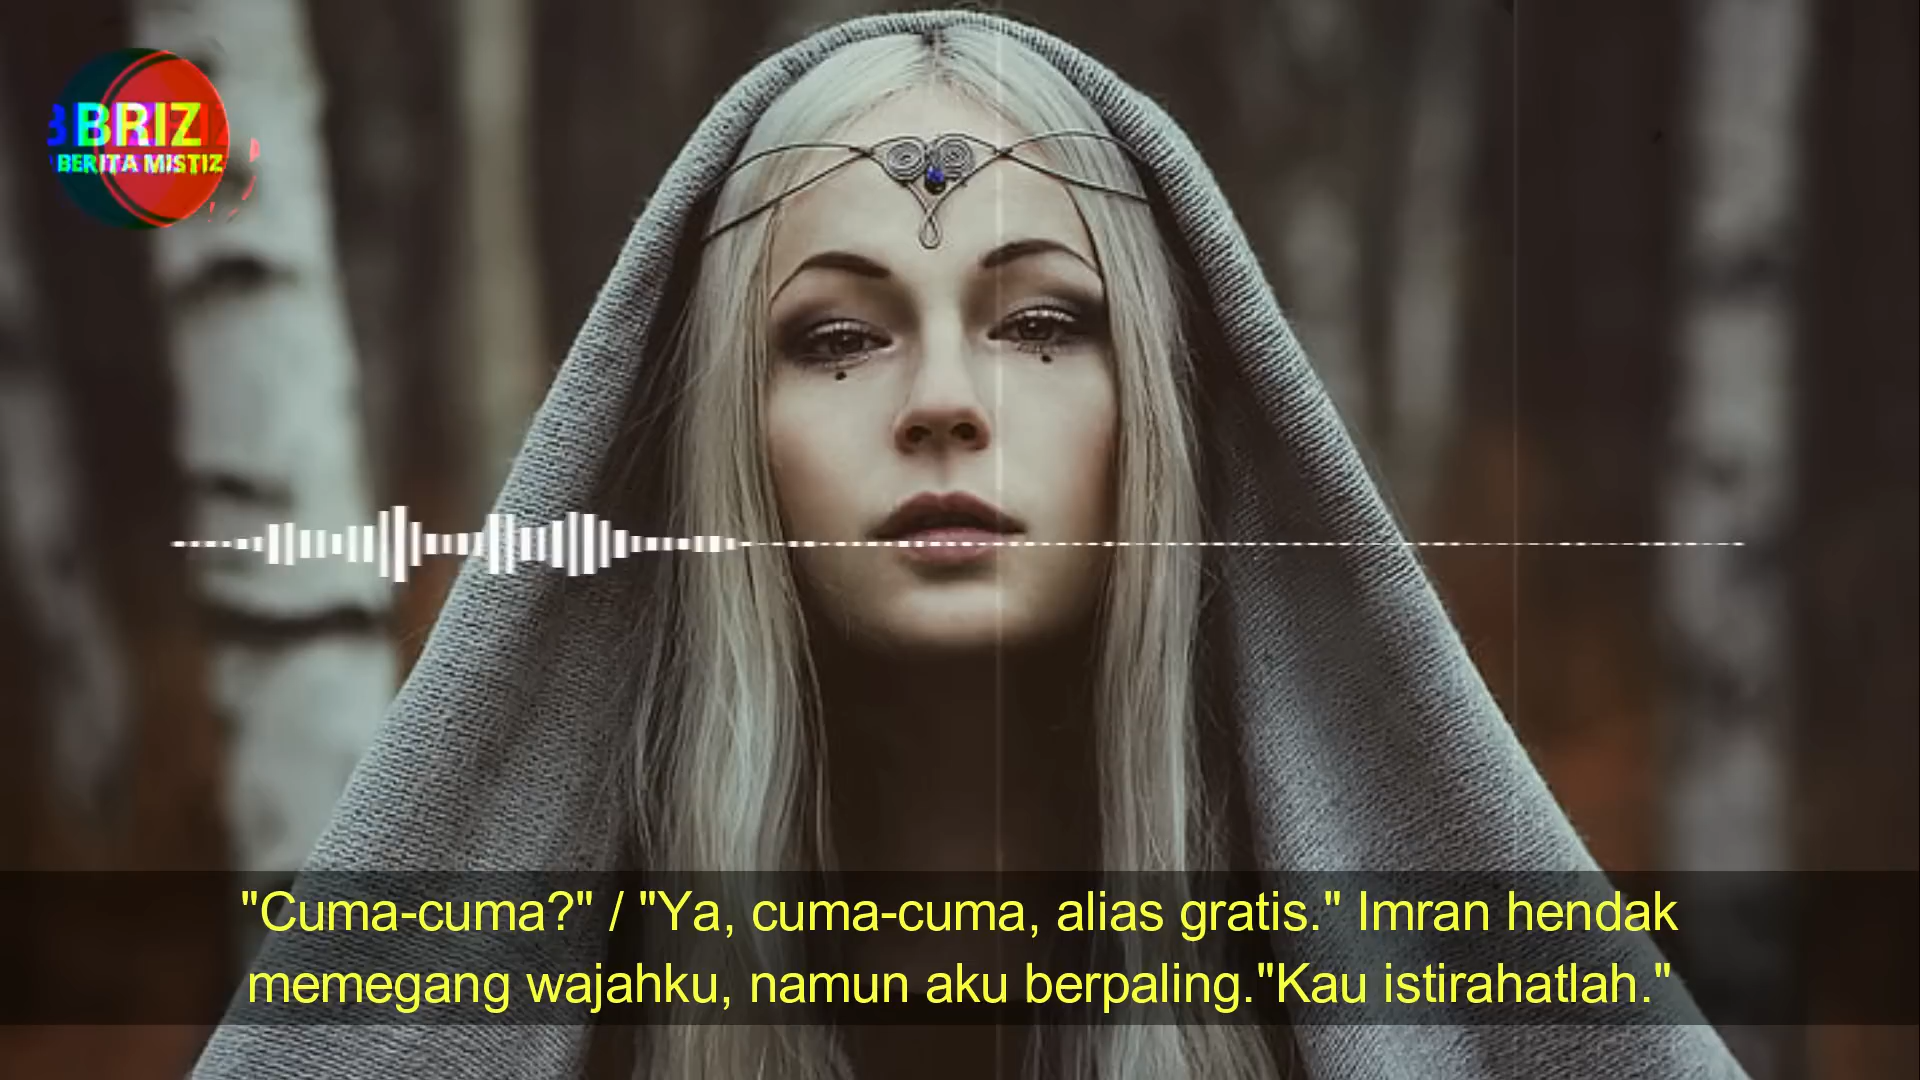 BRIZ
BERITA MISTIZ
"Cuma-cuma?" / "Ya, cuma-cuma, alias gratis." Imran hendak
memegang wajahku, namun aku berpaling."Kau istirahatlah."